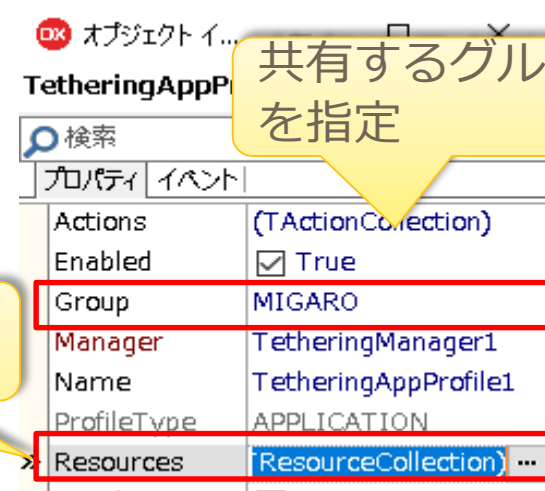 DX オブジェクト イ...
共有するグル
を指定
TetheringAppPr
検索
プロパティ イベント
Actions (TActionCollection)
Enabled True
Group MIGARO
Manager TetheringManager1
Name TetheringAppProfile1
ProfileType APPLICATION
» Resources TResourceCollection) ...